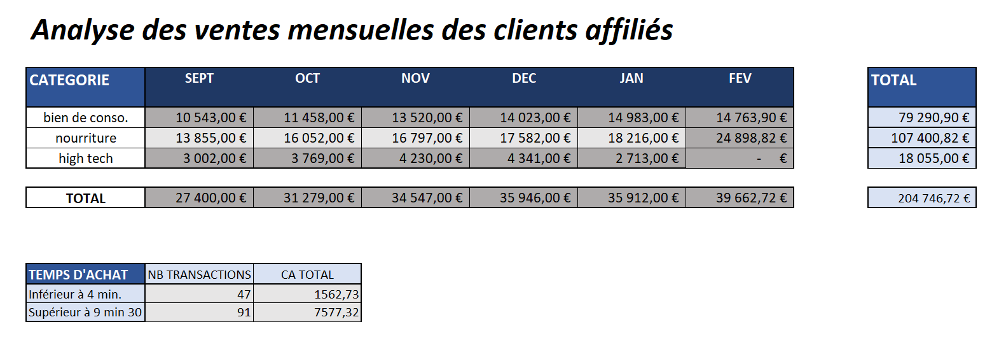 Analyse des ventes mensuelles des clients affiliés
CATEGORIE SEPT OCT NOV DEC JAN FEV TOTAL
bien de conso. 10 543,00 € 11 458,00 € 13 520,00 € 14 023,00 € 14 983,00 € 14 763,90 € 79 290,90 €
nourriture 13 855,00 € 16 052,00 € 16 797,00 € 17 582,00 € 18 216,00 € 24 898,82 € 107 400,82 €
high tech 3 002,00 € 3 769,00 € 4 230,00 € 4 341,00 € 2 713,00 € - € 18 055,00 €
TOTAL 27 400,00 € 31 279,00 € 34 547,00 € 35 946,00 € 35 912,00 € 39 662,72 € 204 746,72 €
TEMPS D'ACHAT NB TRANSACTIONS CA TOTAL
Inférieur à 4 min. 47 1562,73
Supérieur à 9 min 30 91 7577,32